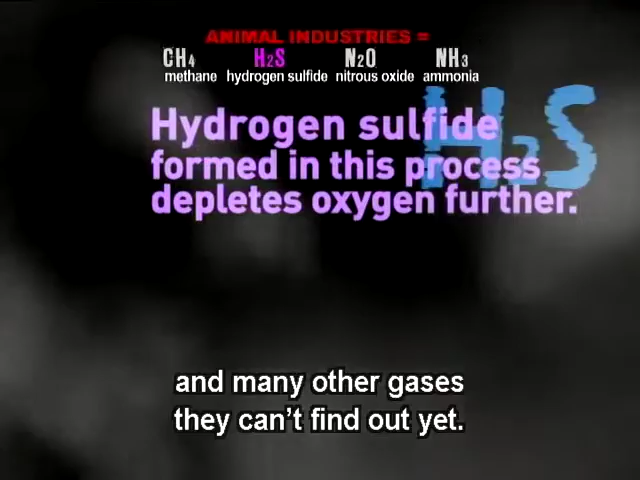 ANIMAL INDUSTRIES =
CH4 H2S N2O NH3
methane hydrogen sulfide nitrous oxide ammonia
H2S
Hydrogen sulfide
formed in this process
depletes oxygen further.
and many other gases
they can't find out yet.